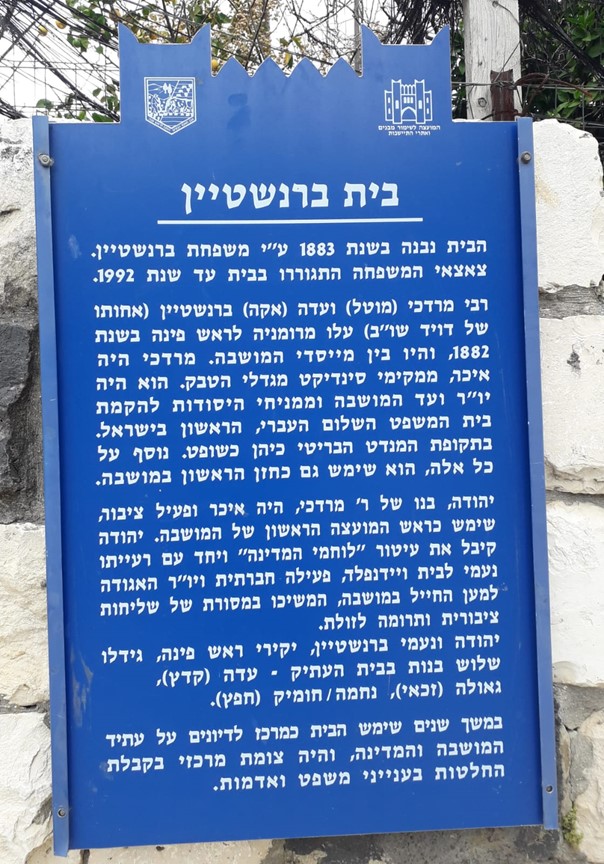 המועצה לשימור מבנים
ואתרי התיישבות
בית ברנשטיין
הבית נבנה בשנת 1883 ע"י משפחת ברנשטיין.
צאצאי המשפחה התגוררו בבית עד שנת 1992.
רבי מרדכי (מוטל) ועדה (אקה) ברנשטיין (אחותו
של דויד שו"ב) עלו מרומניה לראש פינה בשנת
1882, והיו בין מייסדי המושבה. מרדכי היה
איכר, ממקימי סינדיקט מגדלי הטבק. הוא היה
יו"ר ועד המושבה וממניחי היסודות להקמת
בית המשפט השלום העברי, הראשון בישראל.
בתקופת המנדט הבריטי כיהן כשופט. נוסף על
כל אלה, הוא שימש גם כחזן הראשון במושבה.
יהודה, בנו של ר' מרדכי, היה איכר ופעיל ציבור,
שימש כראש המועצה הראשון של המושבה. יהודה
קיבל את עיטור "לוחמי המדינה" ויחד עם רעייתו
נעמי לבית ויידנפלד, פעילה חברתית ויו"ר האגודה
למען החייל במושבה, המשיכו במסורת של שליחות
ציבורית ותרומה לזולת.
יהודה ונעמי ברנשטיין, יקירי ראש פינה, גידלו
שלוש בנות בבית העתיק - עדה (קדץ),
גאולה (זכאי), נחמה/חומיק (חפץ).
במשך שנים שימש הבית כמרכז לדיונים על עתיד
המושבה והמדינה, והיה צומת מרכזי בקבלת
החלטות בענייני משפט ואדמות.